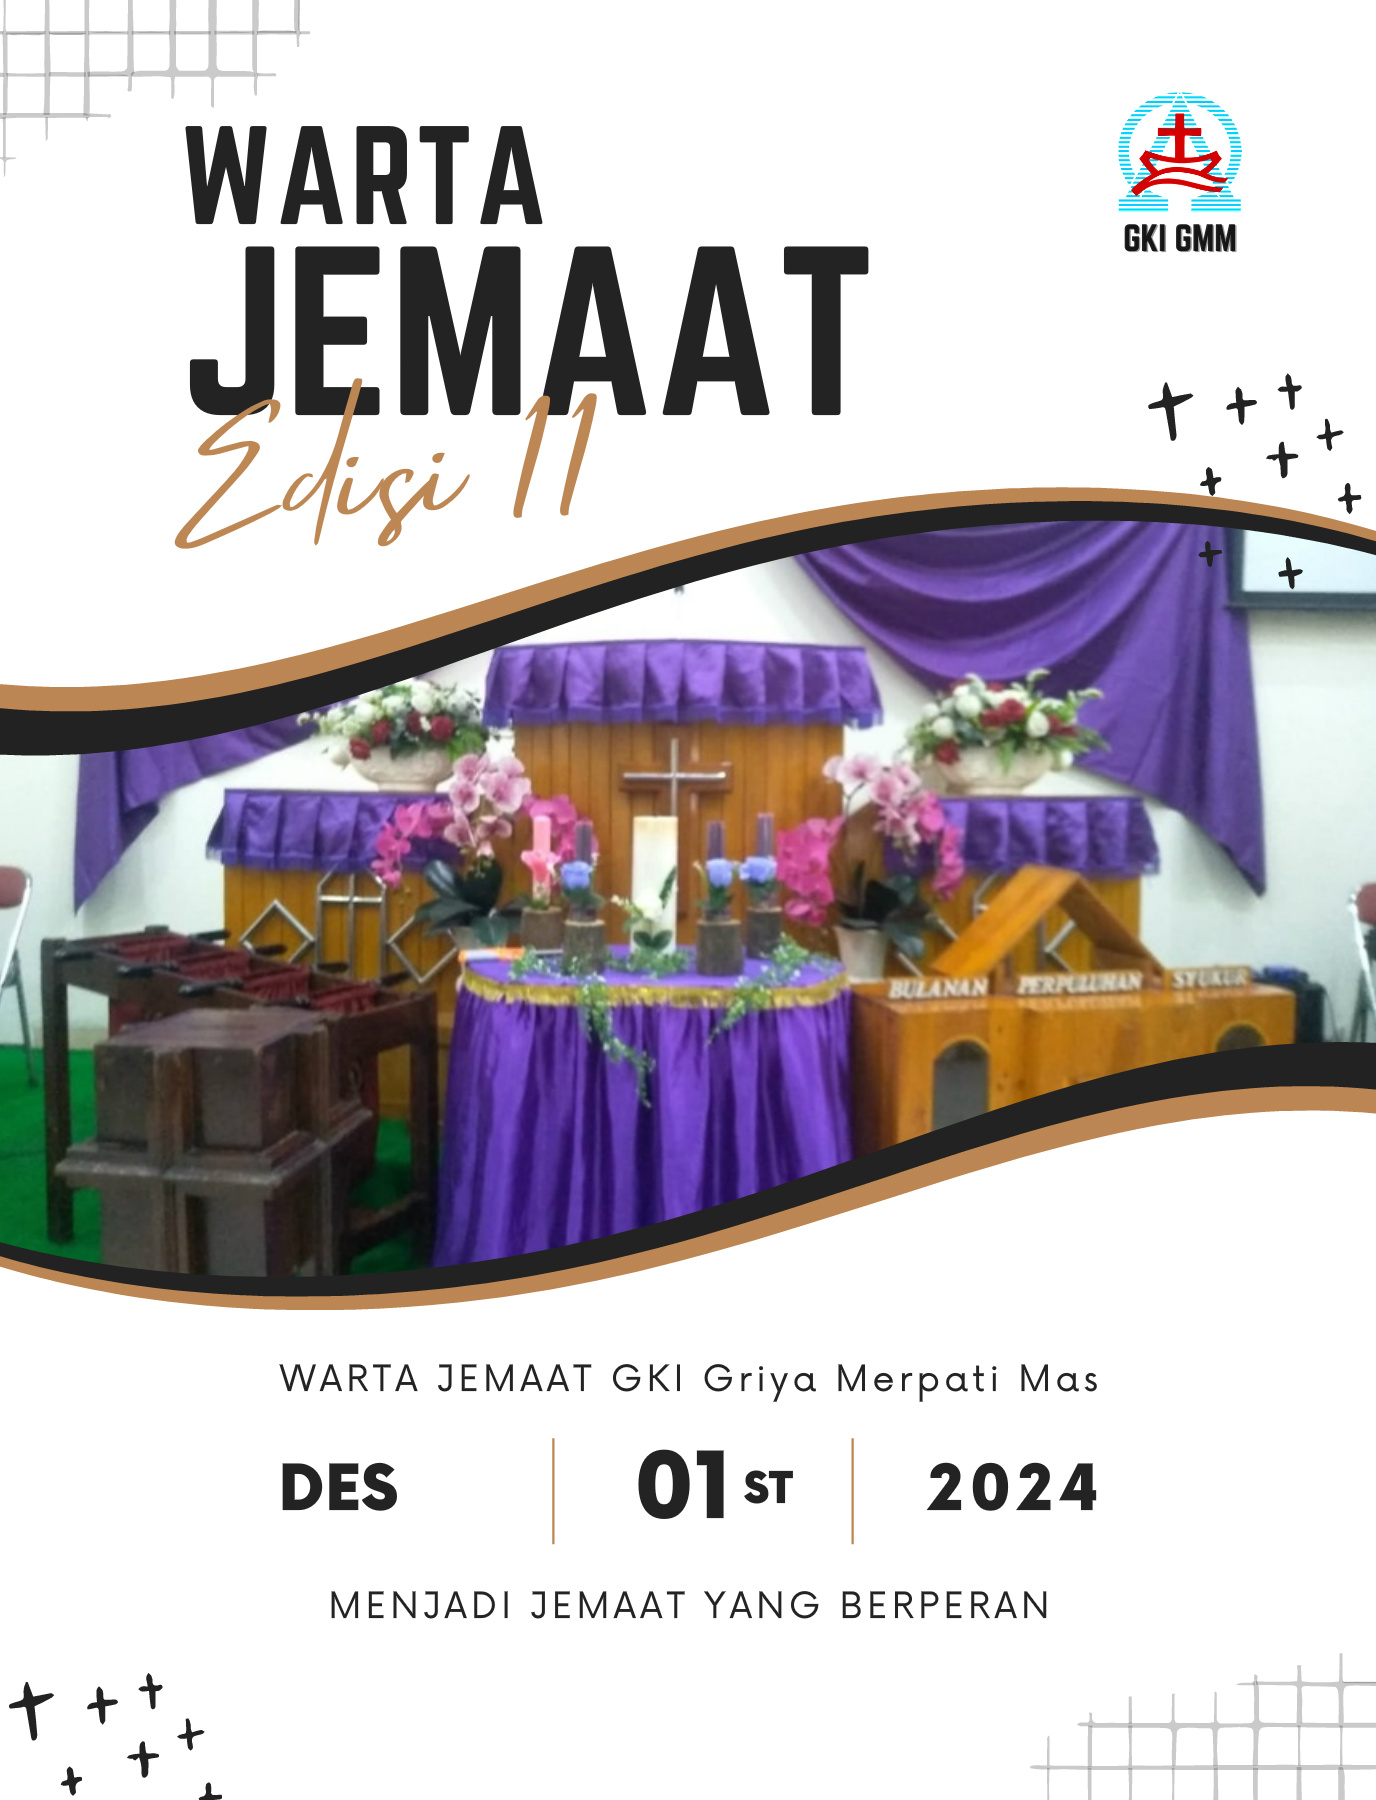 WARTA
JEMAAT
Edisi 11
GKI GMM
BULANAN PERPULUHAN SYUKUR
WARTA JEMAAT GKI Griya Merpati Mas
DES 01 ST 2024
MENJADI JEMAAT YANG BERPERAN